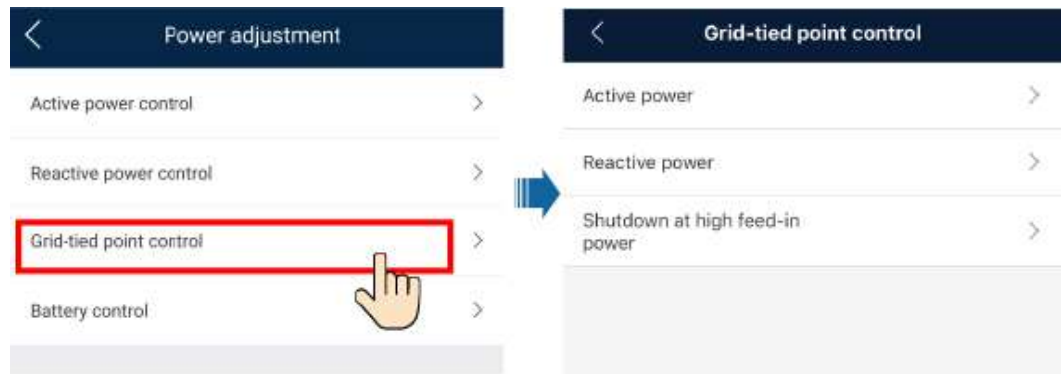 Power adjustment
Active power control
Reactive power control
Grid-tied point control
Battery control
Grid-tied point control
Active power
Reactive power
Shutdown at high feed-in
power